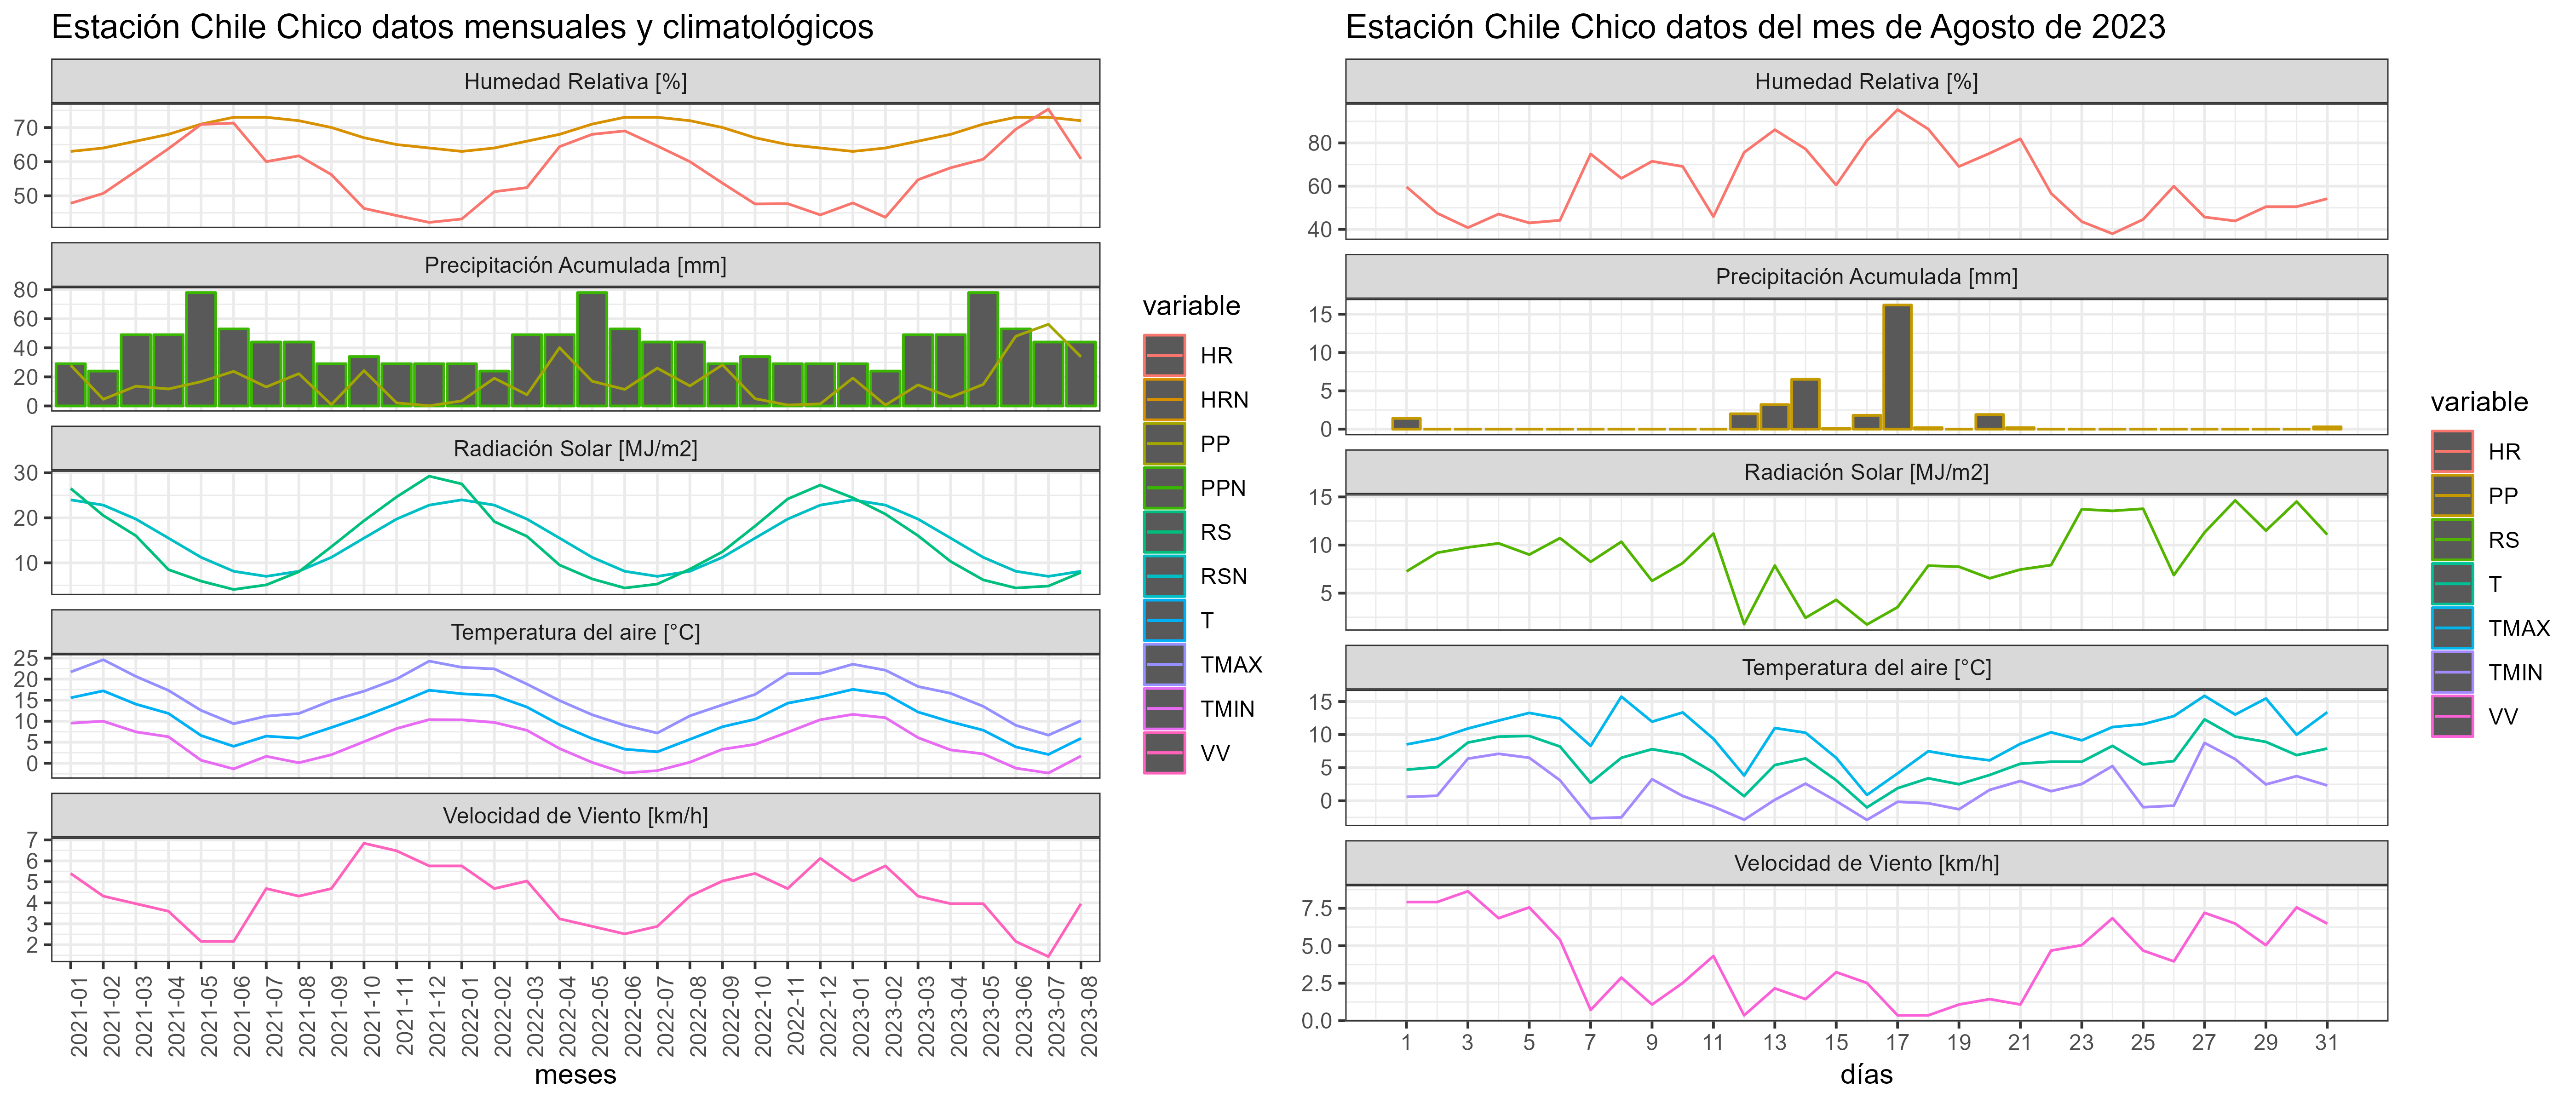 Estación Chile Chico datos mensuales y climatológicos
Humedad Relativa [%]
70
60
50
Precipitación Acumulada [mm]
80
60
40
20
0
Radiación Solar [MJ/m2]
30
20
10
Temperatura del aire [°C]
25
20
15
10
5
0
Velocidad de Viento [km/h]
7
6
5
4
3
2
2021-01
2021-02
2021-03
2021-04
2021-05
2021-06
2021-07
2021-08
2021-09
2021-10
2021-11
2021-12
2022-01
2022-02
2022-03
2022-04
2022-05
2022-06
2022-07
2022-08
2022-09
2022-10
2022-11
2022-12
2023-01
2023-02
2023-03
2023-04
2023-05
2023-06
2023-07
2023-08
meses
variable
HR
HRN
PP
PPN
RS
RSN
T
TMAX
TMIN
VV
Estación Chile Chico datos del mes de Agosto de 2023
Humedad Relativa [%]
80
60
40
Precipitación Acumulada [mm]
15
10
5
0
Radiación Solar [MJ/m2]
15
10
5
Temperatura del aire [°C]
15
10
5
0
Velocidad de Viento [km/h]
7.5
5.0
2.5
0.0
1 3 5 7 9 11 13 15 17 19 21 23 25 27 29 31
días
variable
HR
PP
RS
T
TMAX
TMIN
VV